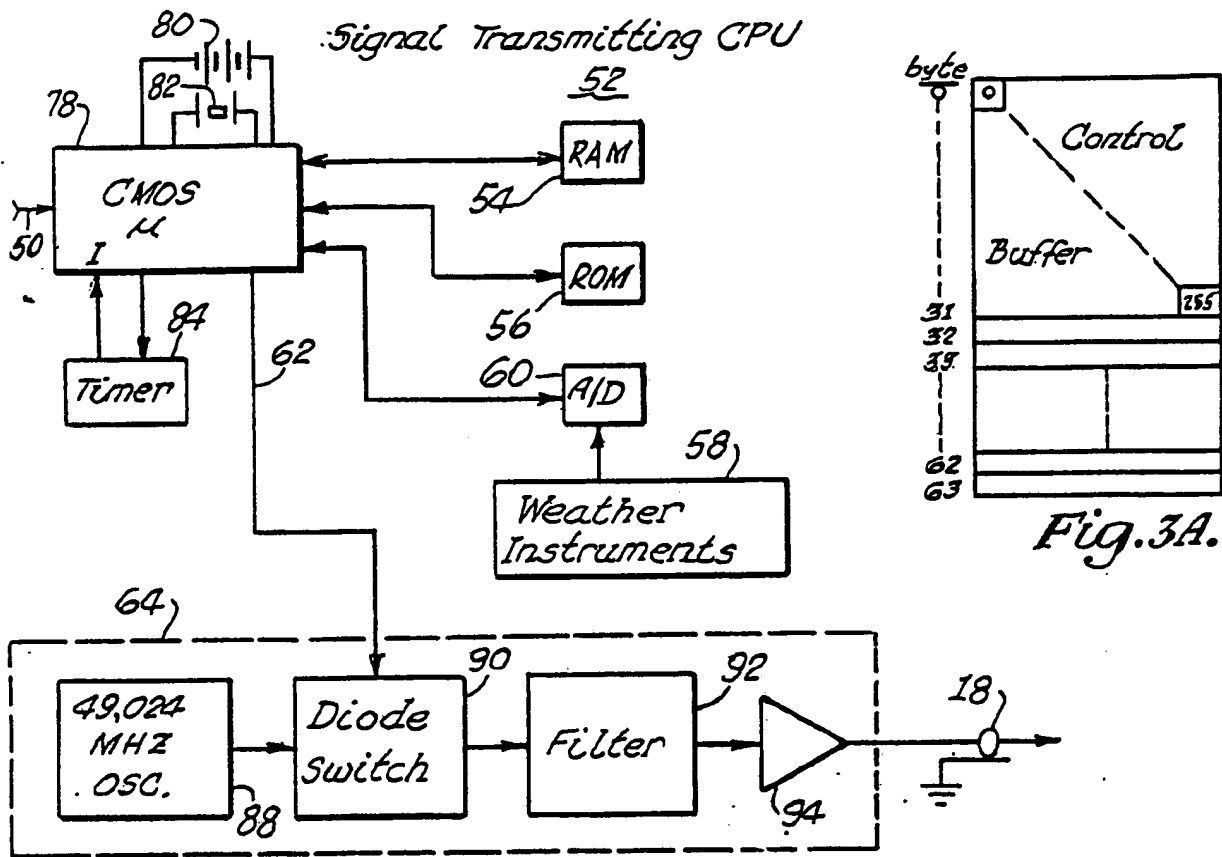 Signal Transmitting CPU
52
80
82
78
CMOS
μ
I
50
RAM
54
ROM
56
84
Timer
62
60
A/D
58
Weather
Instruments
byte
0
0
Control
Buffer
255
31
32
39
62
63
Fig.3A.
64
49,024
MHZ
OSC.
88
Diode
Switch
90
Filter
92
94
18